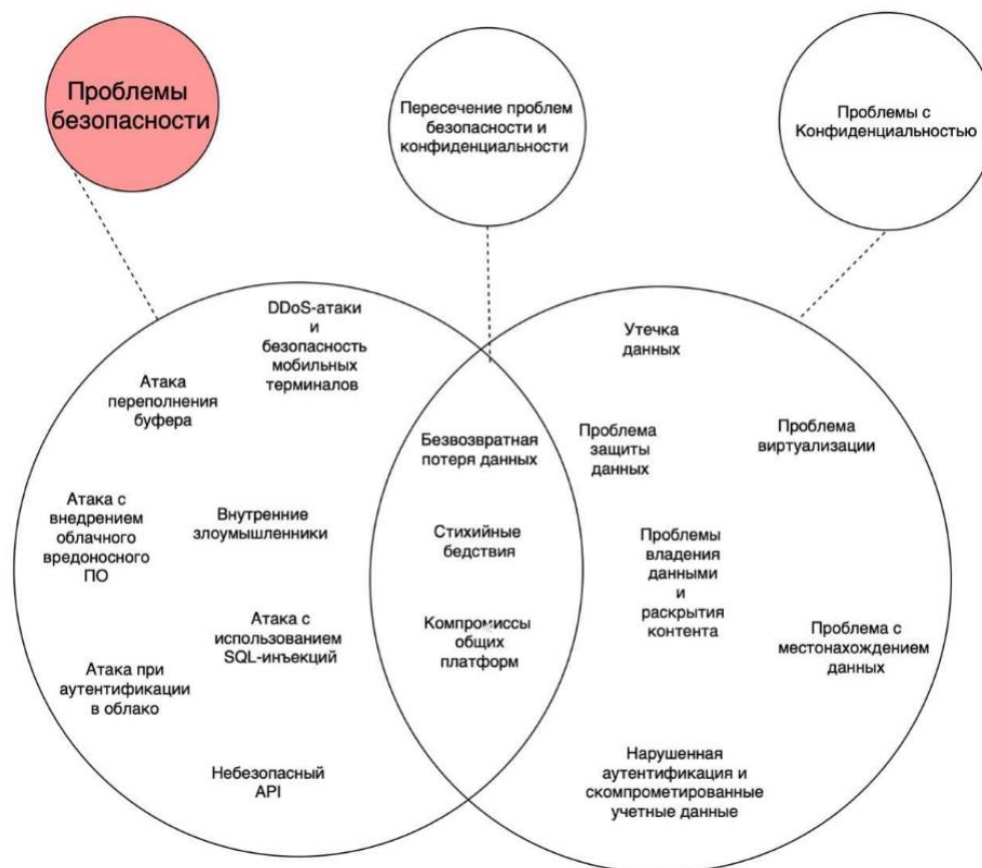 Проблемы
безопасности
Пересечение проблем
безопасности и
конфиденциальности
Проблемы с
Конфиденциальностью
DDoS-атаки
и
безопасность
мобильных
терминалов
Атака
переполнения
буфера
Атака с
внедрением
облачного
вредоносного
ПО
Внутренние
злоумышленники
Атака с
использованием
SQL-инъекций
Атака при
аутентификации
в облако
Небезопасный
API
Безвозвратная
потеря данных
Стихийные
бедствия
Компромиссы
общих
платформ
Утечка
данных
Проблема
защиты
данных
Проблема
виртуализации
Проблемы
владения
данными
и
раскрытия
контента
Проблема с
местонахождением
данных
Нарушенная
аутентификация и
скомпрометированные
учетные данные